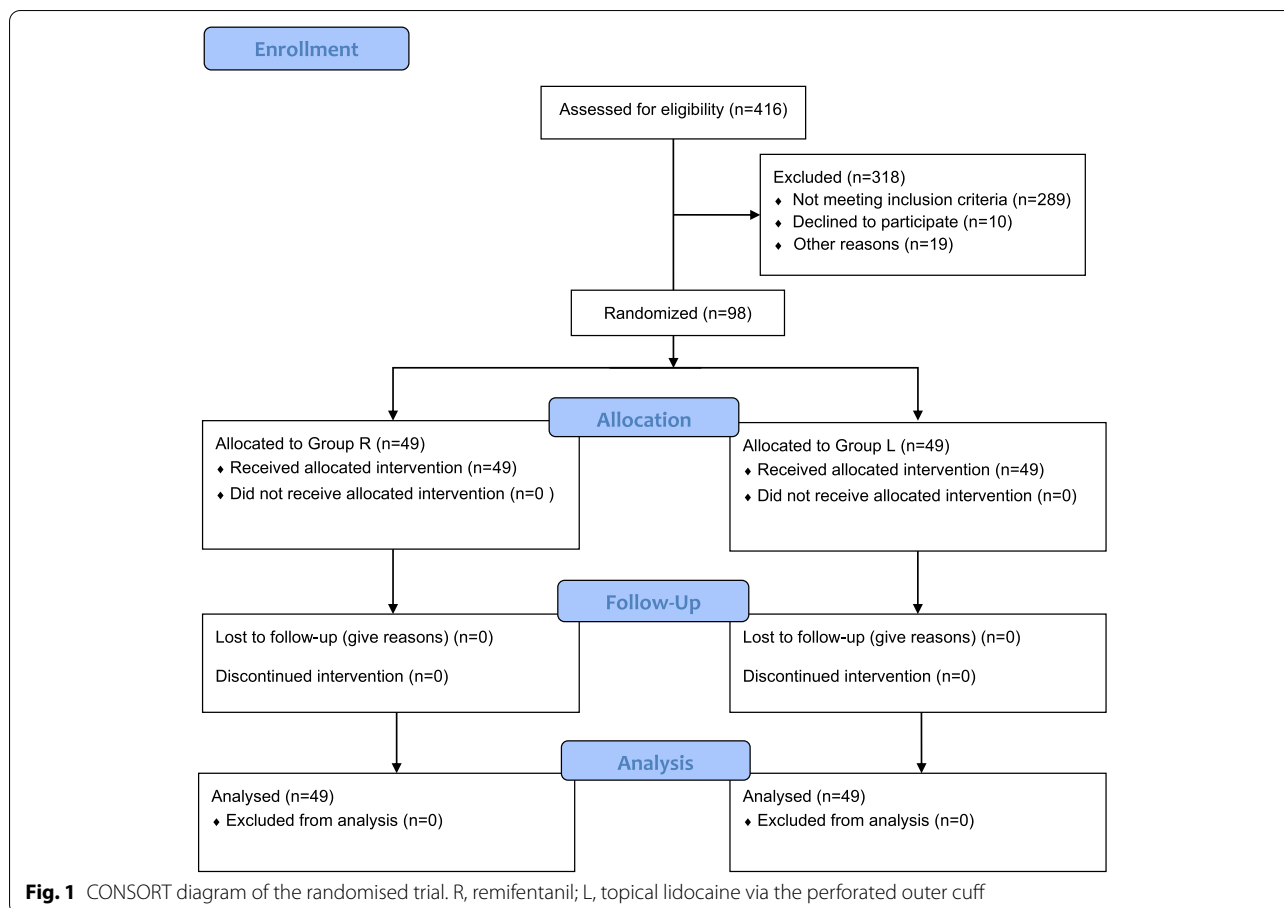 Enrollment
Assessed for eligibility (n=416)
Excluded (n=318)
♦ Not meeting inclusion criteria (n=289)
♦ Declined to participate (n=10)
♦ Other reasons (n=19)
Randomized (n=98)
Allocation
Allocated to Group R (n=49)
♦ Received allocated intervention (n=49)
♦ Did not receive allocated intervention (n=0 )
Allocated to Group L (n=49)
♦ Received allocated intervention (n=49)
♦ Did not receive allocated intervention (n=0)
Follow-Up
Lost to follow-up (give reasons) (n=0)
Discontinued intervention (n=0)
Lost to follow-up (give reasons) (n=0)
Discontinued intervention (n=0)
Analysis
Analysed (n=49)
♦ Excluded from analysis (n=0)
Analysed (n=49)
♦ Excluded from analysis (n=0)
Fig. 1 CONSORT diagram of the randomised trial. R, remifentanil; L, topical lidocaine via the perforated outer cuff